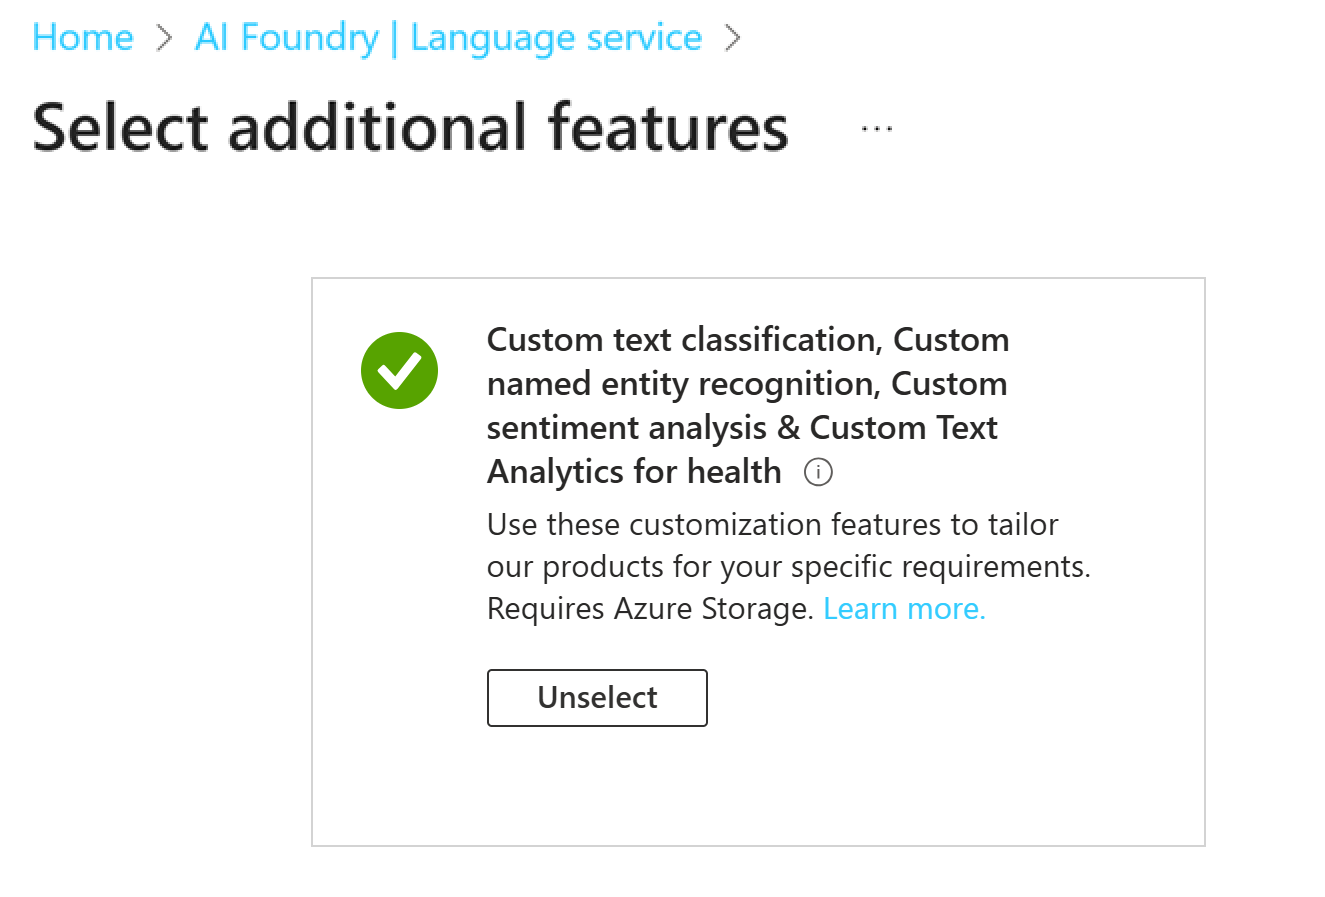 Home > AI Foundry | Language service >
Select additional features ...
Custom text classification, Custom
named entity recognition, Custom
sentiment analysis & Custom Text
Analytics for health
Use these customization features to tailor
our products for your specific requirements.
Requires Azure Storage. Learn more.
Unselect